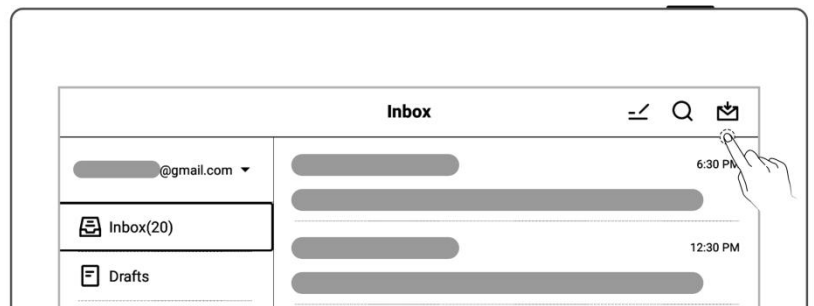 Inbox
@gmail.com
6:30 PM
Inbox(20)
12:30 PM
Drafts